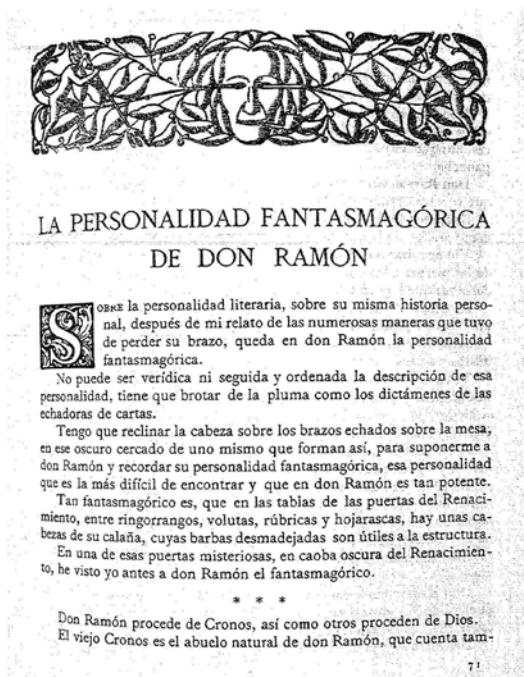 LA PERSONALIDAD FANTASMAGÓRICA
DE DON RAMÓN
SOBRE la personalidad literaria, sobre su misma historia perso-
nal, después de mi relato de las numerosas maneras que tuvo
de perder su brazo, queda en don Ramón la personalidad
fantasmagórica.
No puede ser verídica ni seguida y ordenada la descripción de esa
personalidad, tiene que brotar de la pluma como los dictámenes de las
echadoras de cartas.
Tengo que reclinar la cabeza sobre los brazos echados sobre la mesa,
en ese oscuro cercado de uno mismo que forman así, para suponerme a
don Ramón y recordar su personalidad fantasmagórica, esa personalidad
que es la más difícil de encontrar y que en don Ramón es tan potente.
Tan fantasmagórico es, que en las tablas de las puertas del Renaci-
miento, entre ringorrangos, volutas, rúbricas y hojarascas, hay unas ca-
bezas de su calaña, cuyas barbas desmadejadas son útiles a la estructura.
En una de esas puertas misteriosas, en caoba oscura del Renacimien-
to, he visto yo antes a don Ramón el fantasmagórico.
* * *
Don Ramón procede de Cronos, así como otros proceden de Dios.
El viejo Cronos es el abuelo natural de don Ramón, que cuenta tam-
71